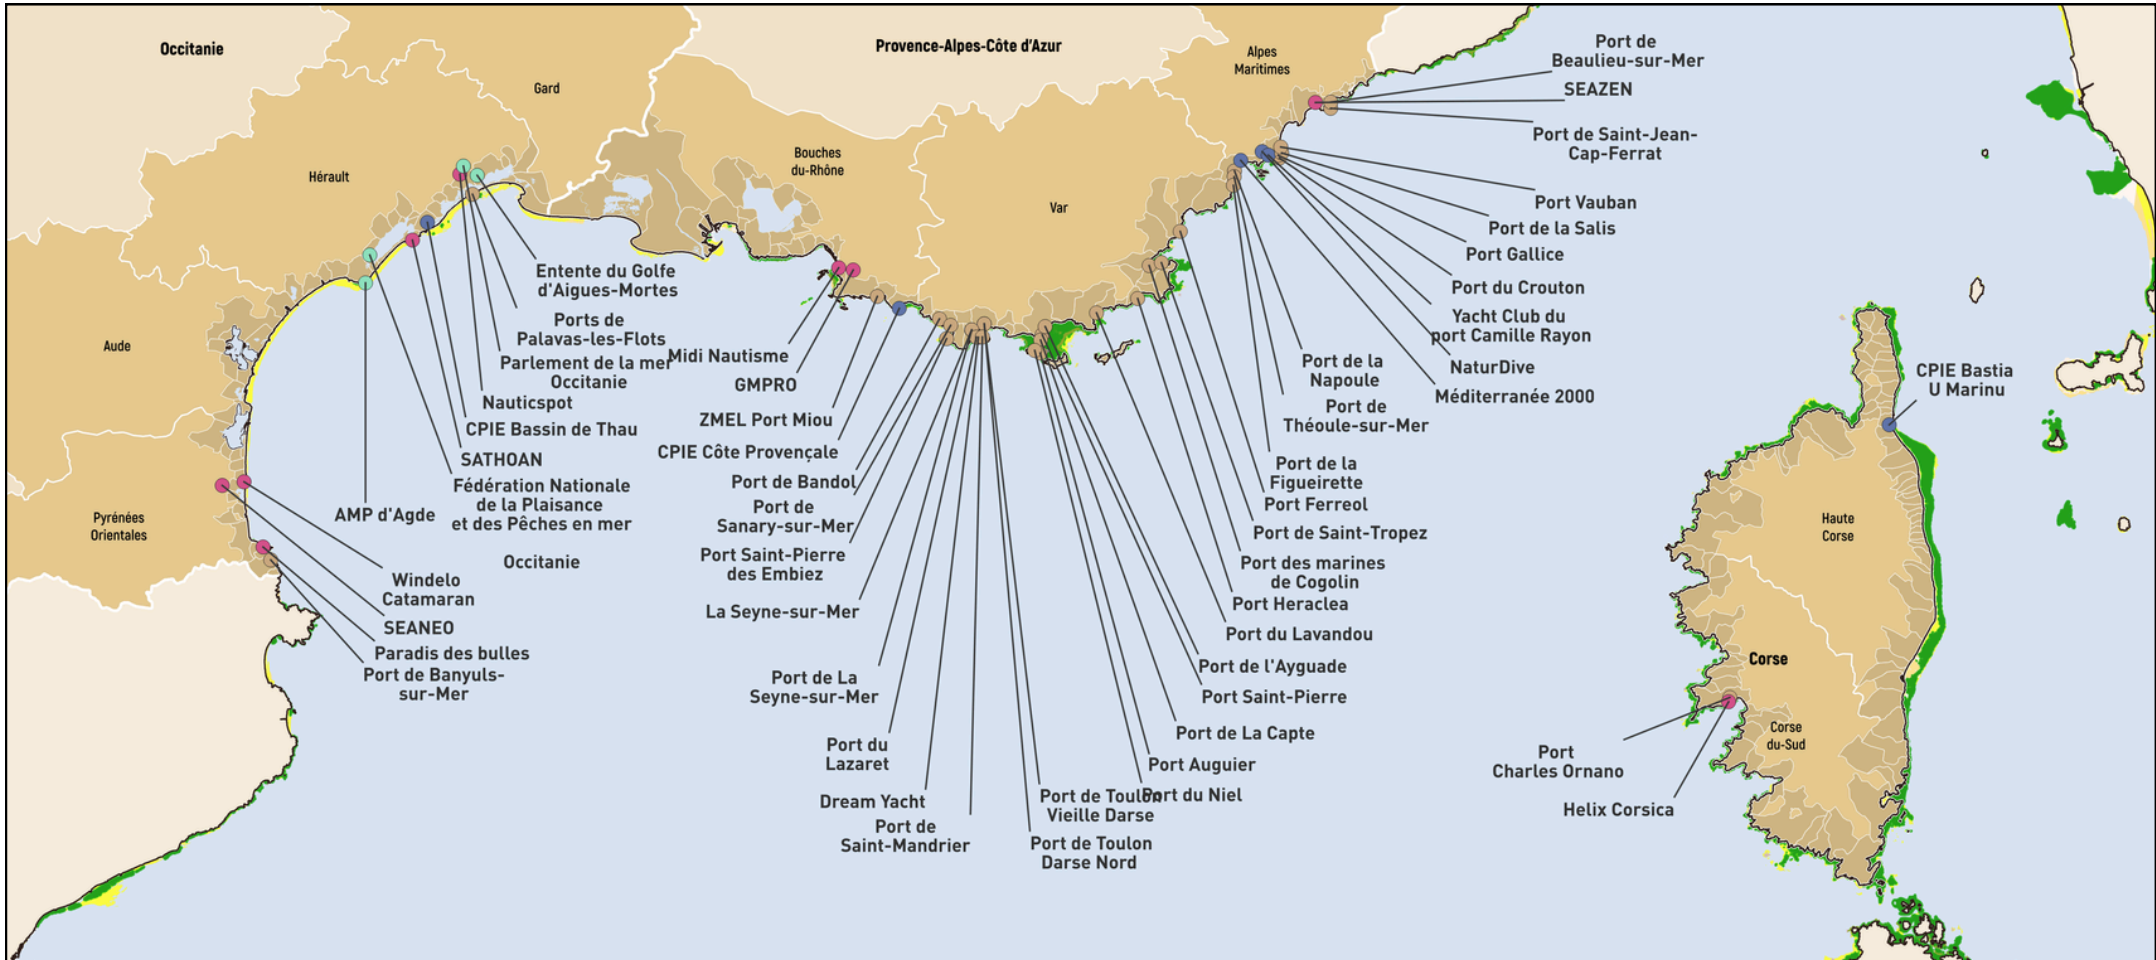 Occitanie
Provence-Alpes-Côte d'Azur
Gard
Hérault
Aude
Pyrénées
Orientales
Bouches
du-Rhône
Var
Alpes
Maritimes
Port de
Beaulieu-sur-Mer
SEAZEN
Port de Saint-Jean-
Cap-Ferrat
Port Vauban
Port de la Salis
Port Gallice
Port du Crouton
Yacht Club du
port Camille Rayon
NaturDive
Méditerranée 2000
Port de la
Napoule
Port de
Théoule-sur-Mer
Port de la
Figueirette
Port Ferreol
Port de Saint-Tropez
Port des marines
de Cogolin
Port Heraclea
Port du Lavandou
Port de l'Ayguade
Port Saint-Pierre
Port de La Capte
Port Auguier
Port du Niel
Port de Toulon
Vieille Darse
Port de Toulon
Darse Nord
Port de
Saint-Mandrier
Dream Yacht
Port du
Lazaret
Port de La
Seyne-sur-Mer
La Seyne-sur-Mer
Port Saint-Pierre
des Embiez
Port de
Sanary-sur-Mer
Port de Bandol
CPIE Côte Provençale
ZMEL Port Miou
GMPRO
Midi Nautisme
Entente du Golfe
d'Aigues-Mortes
Ports de
Palavas-les-Flots
Parlement de la mer
Occitanie
Nauticspot
CPIE Bassin de Thau
SATHOAN
Fédération Nationale
de la Plaisance
et des Pêches en mer
Occitanie
AMP d'Agde
Windelo
Catamaran
SEANEO
Paradis des bulles
Port de Banyuls-
sur-Mer
CPIE Bastia
U Marinu
Haute
Corse
Corse
Corse
du-Sud
Port
Charles Ornano
Helix Corsica